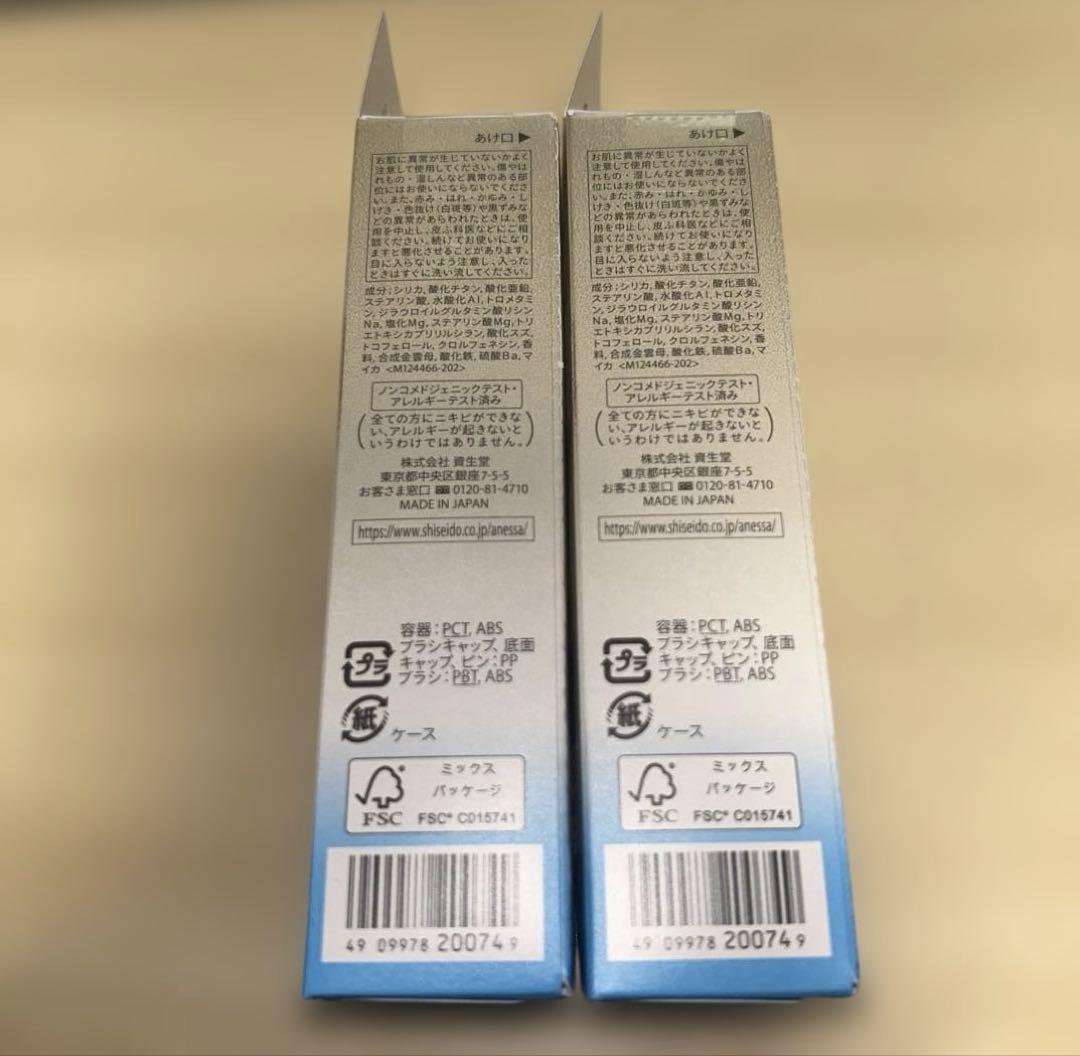 あけ口▶
お肌に異常が生じていないかよく
注意して使用してください。傷やは
れもの・湿しんなど異常のある部
位にはお使いにならないでくださ
い。また、赤み・はれ・かゆみ・し
げき・色抜け(白斑等)や黒ずみな
どの異常があらわれたときは、使
用を中止し、皮ふ科医などにご相
談ください。続けてお使いになり
ますと悪化させることがあります。
目に入らないよう注意し、入った
ときはすぐに洗い流してください。
成分:シリカ,酸化チタン,酸化亜鉛,
ステアリン酸,水酸化Al,トロメタミ
ン,ジラウロイルグルタミン酸リシン
Na,塩化Mg,ステアリン酸Mg,トリ
エトキシカプリリルシラン,酸化スズ,
トコフェロール,クロルフェネシン,香
料,合成金雲母,酸化鉄,硫酸Ba,マ
イカ <M124466-202>
ノンコメドジェニックテスト・
アレルギーテスト済み
(全ての方にニキビができな
い、アレルギーが起きないと
いうわけではありません。)
株式会社 資生堂
東京都中央区銀座7-5-5
お客さま窓口 0120-81-4710
MADE IN JAPAN
https://www.shiseido.co.jp/anessa/
容器:PCT, ABS
ブラシキャップ、底面
キャップ、ピン:PP
ブラシ:PBT, ABS
プラ
紙
ケース
ミックス
パッケージ
FSC
FSC® C015741
49 09978 20074 9
あけ口▶
お肌に異常が生じていないかよく
注意して使用してください。傷やは
れもの・湿しんなど異常のある部
位にはお使いにならないでくださ
い。また、赤み・はれ・かゆみ・し
げき・色抜け(白斑等)や黒ずみな
どの異常があらわれたときは、使
用を中止し、皮ふ科医などにご相
談ください。続けてお使いになり
ますと悪化させることがあります。
目に入らないよう注意し、入った
ときはすぐに洗い流してください。
成分:シリカ,酸化チタン,酸化亜鉛,
ステアリン酸,水酸化Al,トロメタミ
ン,ジラウロイルグルタミン酸リシン
Na,塩化Mg,ステアリン酸Mg,トリ
エトキシカプリリルシラン,酸化スズ,
トコフェロール,クロルフェネシン,香
料,合成金雲母,酸化鉄,硫酸Ba,マ
イカ <M124466-202>
ノンコメドジェニックテスト・
アレルギーテスト済み
(全ての方にニキビができな
い、アレルギーが起きないと
いうわけではありません。)
株式会社 資生堂
東京都中央区銀座7-5-5
お客さま窓口 0120-81-4710
MADE IN JAPAN
https://www.shiseido.co.jp/anessa/
容器:PCT, ABS
ブラシキャップ、底面
キャップ、ピン:PP
ブラシ:PBT, ABS
プラ
紙
ケース
ミックス
パッケージ
FSC
FSC® C015741
49 09978 20074 9